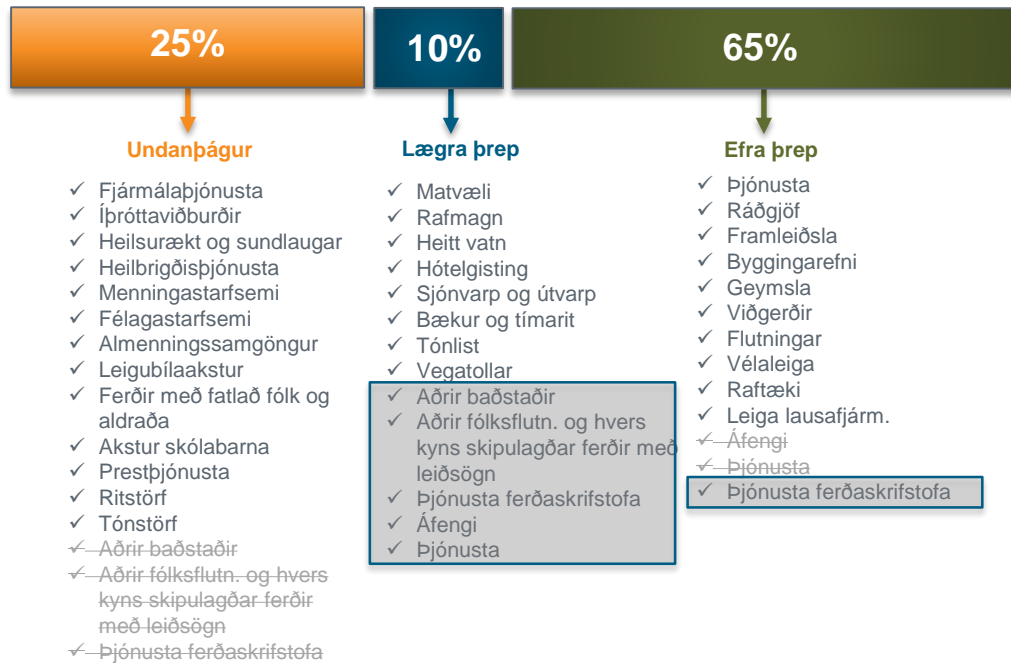 25%
10%
65%
Undanþágur
Fjármálaþjónusta
Íþróttaviðburðir
Heilsurækt og sundlaugar
Heilbrigðisþjónusta
Menningastarfsemi
Félagastarfsemi
Almenningssamgöngur
Leigubílaakstur
Ferðir með fatlað fólk og
aldraða
Akstur skólabarna
Prestþjónusta
Ritstörf
Tónstörf
Aðrir baðstaðir
Aðrir fólksflutn. og hvers
kyns skipulagðar ferðir
með leiðsögn
Þjónusta ferðaskrifstofa
Lægra þrep
Matvæli
Rafmagn
Heitt vatn
Hótelgisting
Sjónvarp og útvarp
Bækur og tímarit
Tónlist
Vegatollar
Aðrir baðstaðir
Aðrir fólksflutn. og hvers
kyns skipulagðar ferðir með
leiðsögn
Þjónusta ferðaskrifstofa
Áfengi
Þjónusta
Efra þrep
Þjónusta
Ráðgjöf
Framleiðsla
Byggingarefni
Geymsla
Viðgerðir
Flutningar
Vélaleiga
Raftæki
Leiga lausafjárm.
Áfengi
Þjónusta
Þjónusta ferðaskrifstofa